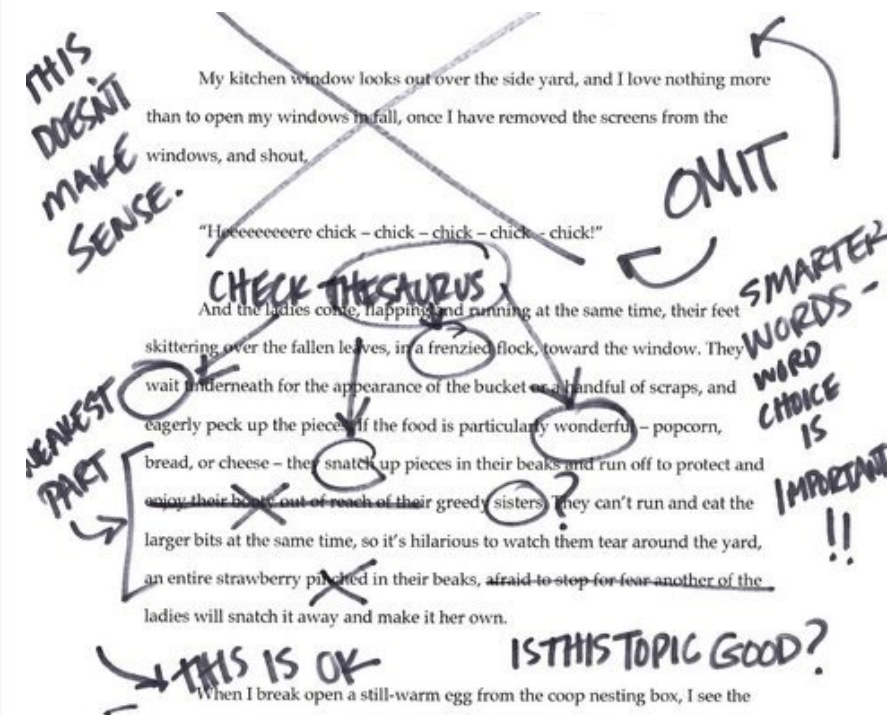 THIS
DOESN'T
MAKE
SENSE.
My kitchen window looks out over the side yard, and I love nothing more
than to open my windows in fall, once I have removed the screens from the
windows, and shout,
OMIT
"Heeeeeeeere chick – chick – chick – chick – chick!"
CHECK THESAURUS
And the ladies come, flapping and running at the same time, their feet
skittering over the fallen leaves, in a frenzied flock, toward the window. They
wait underneath for the appearance of the bucket or a handful of scraps, and
eagerly peck up the pieces. If the food is particularly wonderful – popcorn,
bread, or cheese – they snatch up pieces in their beaks and run off to protect and
enjoy their booty out of reach of their greedy sisters. They can't run and eat the
larger bits at the same time, so it's hilarious to watch them tear around the yard,
an entire strawberry pinched in their beaks, afraid to stop for fear another of the
ladies will snatch it away and make it her own.
SMARTER
WORDS –
WORD
CHOICE
IS
IMPORTANT
!!
WEAKEST
PART
?
THIS IS OK
IS THIS TOPIC GOOD?
When I break open a still-warm egg from the coop nesting box, I see the